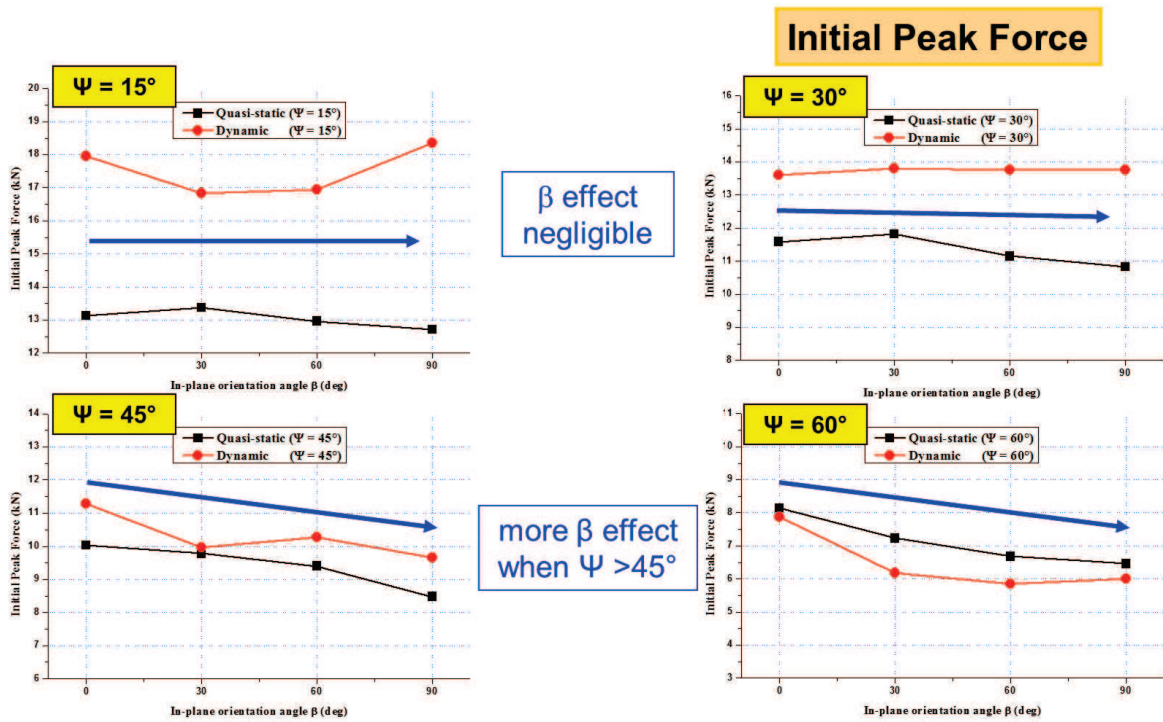 Initial Peak Force
Ψ = 15°
Quasi-static (Ψ = 15°)
Dynamic (Ψ = 15°)
Initial Peak Force (kN)
20
19
18
17
16
15
14
13
12
0 30 60 90
In-plane orientation angle β (deg)
β effect
negligible
Ψ = 30°
Quasi-static (Ψ = 30°)
Dynamic (Ψ = 30°)
Initial Peak Force (kN)
16
15
14
13
12
11
10
9
8
0 30 60 90
In-plane orientation angle β (deg)
Ψ = 45°
Quasi-static (Ψ = 45°)
Dynamic (Ψ = 45°)
Initial Peak Force (kN)
14
13
12
11
10
9
8
7
6
0 30 60 90
In-plane orientation angle β (deg)
more β effect
when Ψ >45°
Ψ = 60°
Quasi-static (Ψ = 60°)
Dynamic (Ψ = 60°)
Initial Peak Force (kN)
11
10
9
8
7
6
5
4
3
0 30 60 90
In-plane orientation angle β (deg)